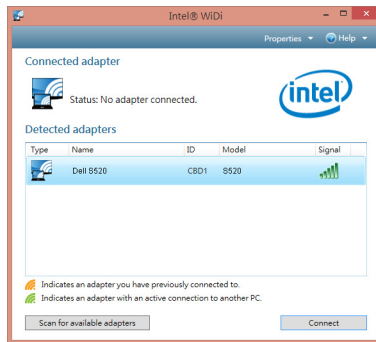 Intel® WiDi
Properties Help
Connected adapter
Status: No adapter connected.
intel
Detected adapters
Type Name ID Model Signal
Dell S520 CBD1 S520
Indicates an adapter you have previously connected to.
Indicates an adapter with an active connection to another PC.
Scan for available adapters Connect